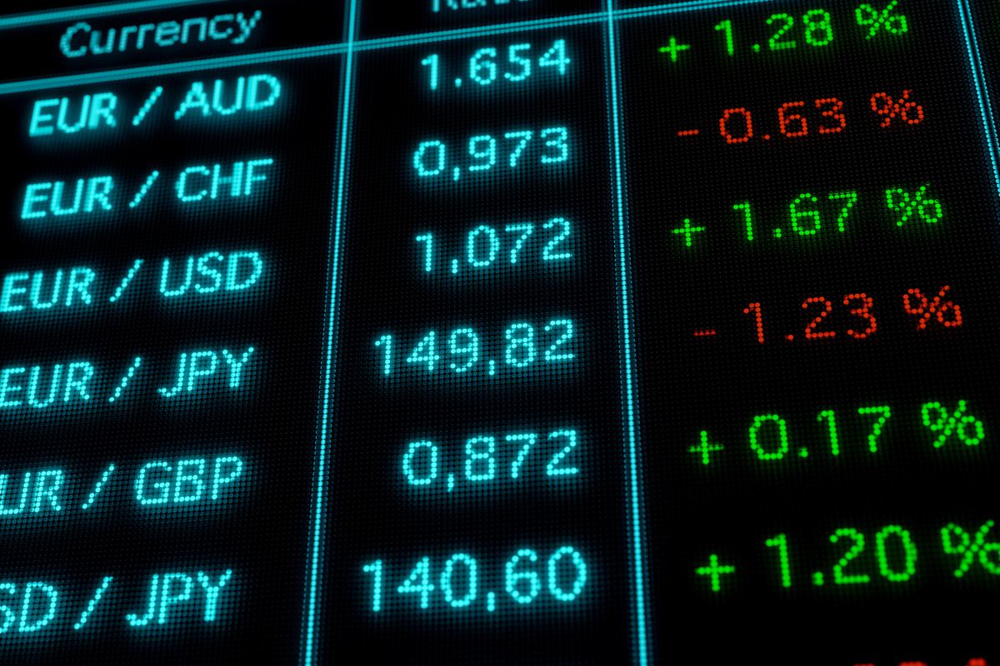 Currency
EUR / AUD 1.654 + 1.28 %
EUR / CHF 0,973 - 0.63 %
EUR / USD 1,072 + 1.67 %
EUR / JPY 149,82 - 1.23 %
UR / GBP 0,872 + 0.17 %
SD / JPY 140,60 + 1.20 %